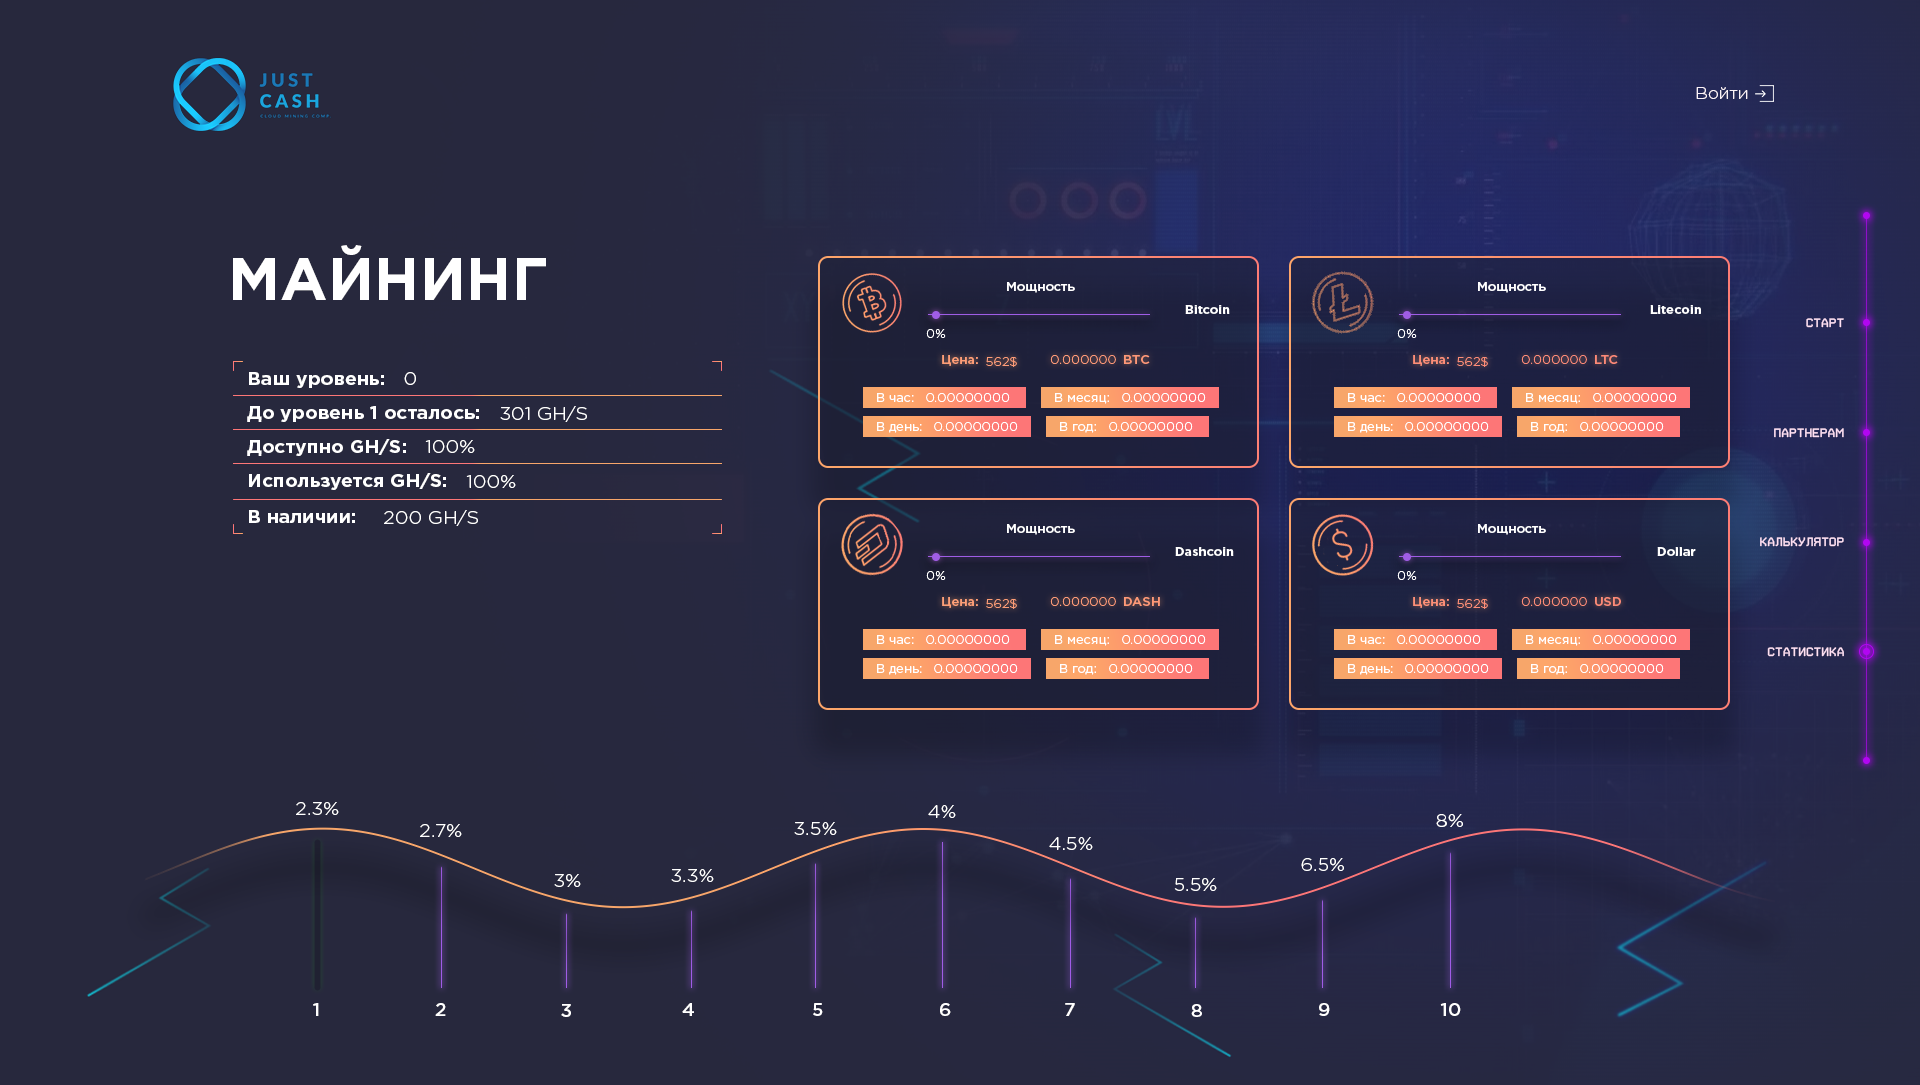 JUST
CASH
CLOUD MINING COMP.
Войти
МАЙНИНГ
Ваш уровень: 0
До уровень 1 осталось: 301 GH/S
Доступно GH/S: 100%
Используется GH/S: 100%
В наличии: 200 GH/S
Мощность
Bitcoin
0%
Цена: 562$ 0.000000 BTC
В час: 0.00000000 В месяц: 0.00000000
В день: 0.00000000 В год: 0.00000000
Мощность
Litecoin
0%
Цена: 562$ 0.000000 LTC
В час: 0.00000000 В месяц: 0.00000000
В день: 0.00000000 В год: 0.00000000
Мощность
Dashcoin
0%
Цена: 562$ 0.000000 DASH
В час: 0.00000000 В месяц: 0.00000000
В день: 0.00000000 В год: 0.00000000
Мощность
Dollar
0%
Цена: 562$ 0.000000 USD
В час: 0.00000000 В месяц: 0.00000000
В день: 0.00000000 В год: 0.00000000
СТАРТ
ПАРТНЕРАМ
КАЛЬКУЛЯТОР
СТАТИСТИКА
2.3% 2.7% 3% 3.3% 3.5% 4% 4.5% 5.5% 6.5% 8%
1 2 3 4 5 6 7 8 9 10